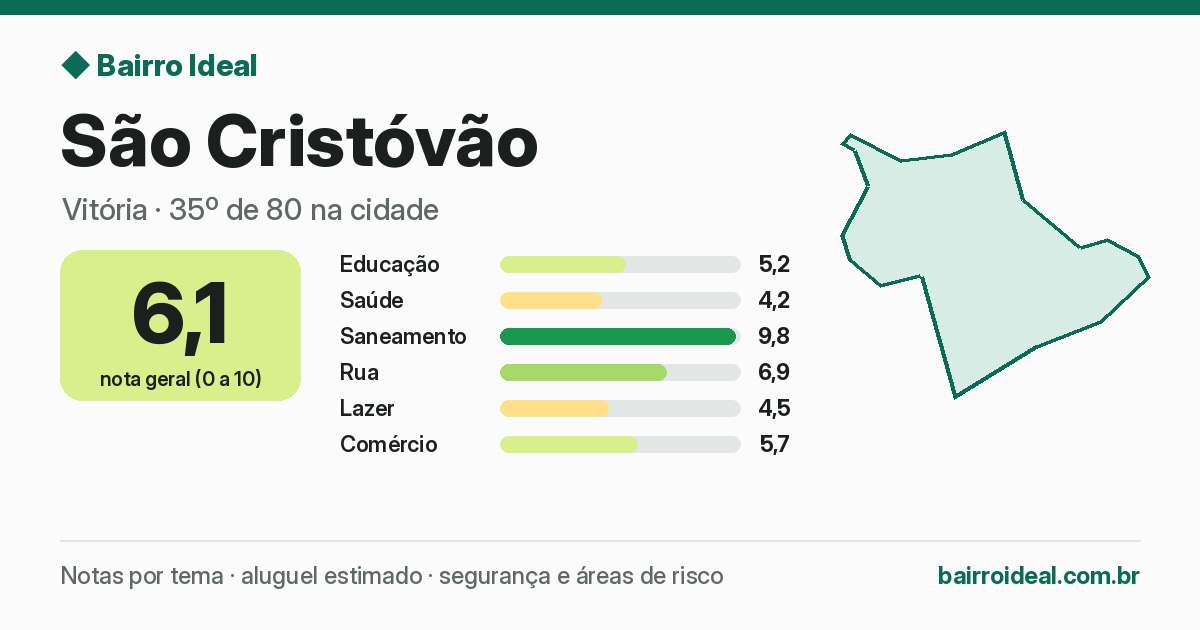 Bairro Ideal
São Cristóvão
Vitória · 35º de 80 na cidade
6,1
nota geral (0 a 10)
Educação 5,2
Saúde 4,2
Saneamento 9,8
Rua 6,9
Lazer 4,5
Comércio 5,7
Notas por tema · aluguel estimado · segurança e áreas de risco
bairroideal.com.br